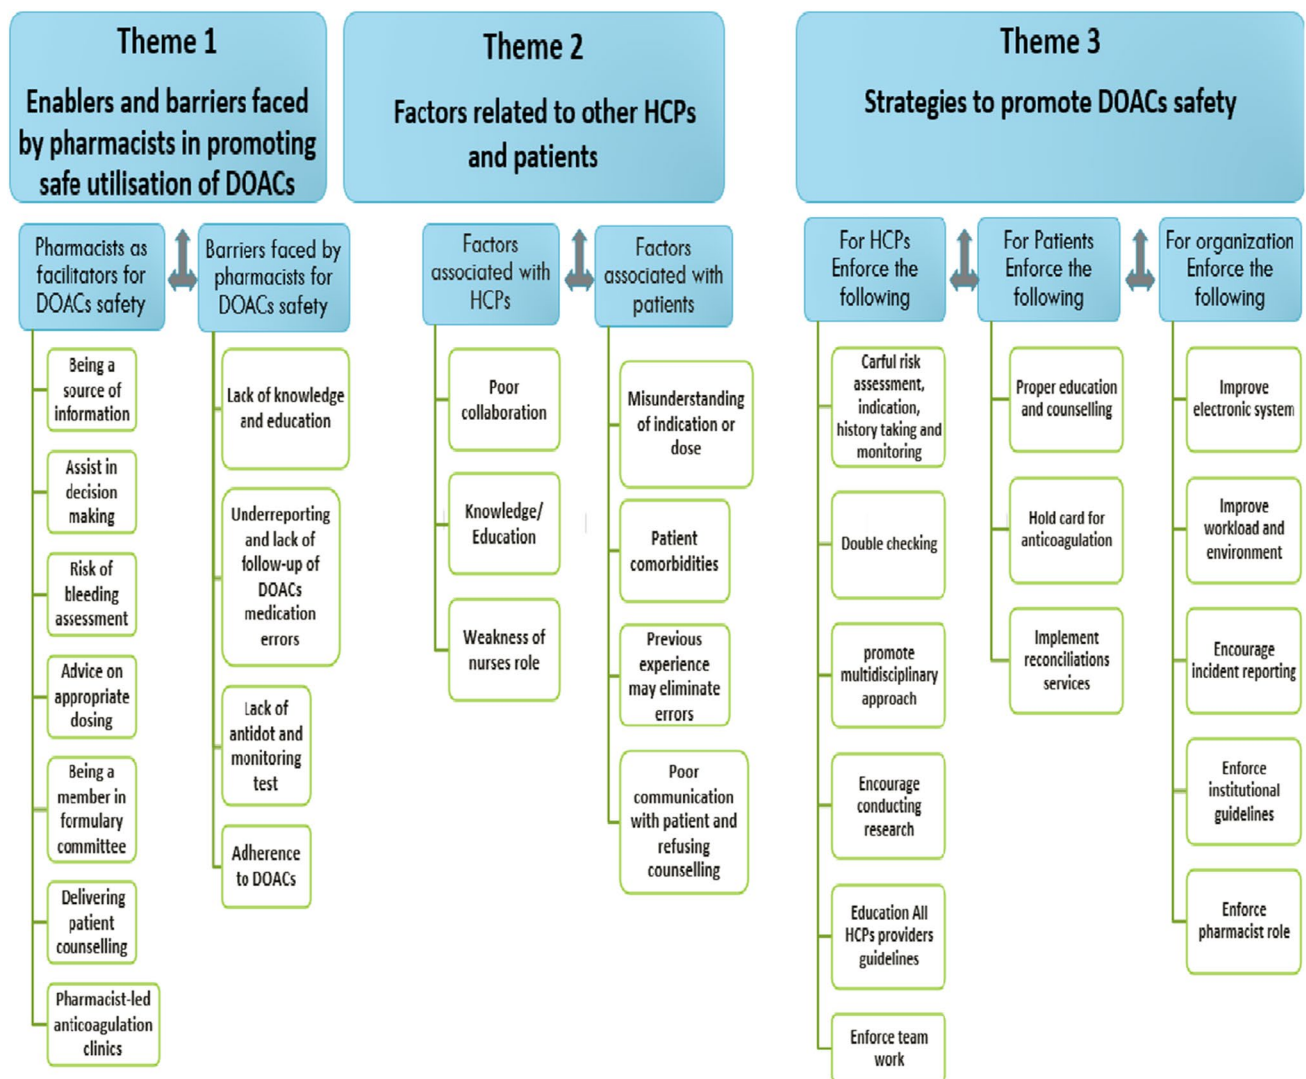 Theme 1
Enablers and barriers faced
by pharmacists in promoting
safe utilisation of DOACs
Pharmacists as
facilitators for
DOACs safety
Being a
source of
information
Assist in
decision
making
Risk of
bleeding
assessment
Advice on
appropriate
dosing
Being a
member in
formulary
committee
Delivering
patient
counselling
Pharmacist-led
anticoagulation
clinics
Barriers faced by
pharmacists for
DOACs safety
Lack of knowledge
and education
Underreporting
and lack of
follow-up of
DOACs
medication
errors
Lack of
antidot and
monitoring
test
Adherence
to DOACs
Theme 2
Factors related to other HCPs
and patients
Factors
associated with
HCPs
Poor
collaboration
Knowledge/
Education
Weakness of
nurses role
Factors
associated with
patients
Misunderstanding
of indication or
dose
Patient
comorbidities
Previous
experience
may eliminate
errors
Poor
communication
with patient and
refusing
counselling
Theme 3
Strategies to promote DOACs safety
For HCPs
Enforce the
following
Carful risk
assessment,
indication,
history taking and
monitoring
Double checking
promote
multidisciplinary
approach
Encourage
conducting
research
Education All
HCPs providers
guidelines
Enforce team
work
For Patients
Enforce the
following
Proper education
and counselling
Hold card for
anticoagulation
Implement
reconciliations
services
For organization
Enforce the
following
Improve
electronic system
Improve
workload and
environment
Encourage
incident reporting
Enforce
institutional
guidelines
Enforce
pharmacist role